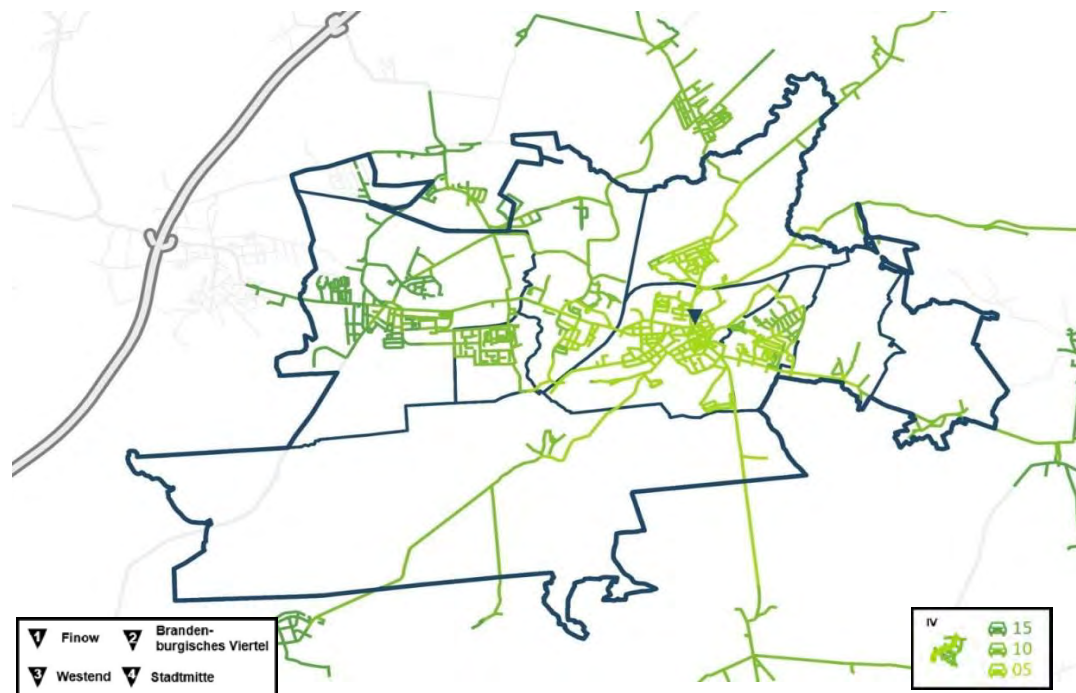 1 Finow
2 Branden-
burgisches Viertel
3 Westend
4 Stadtmitte
IV
15
10
05